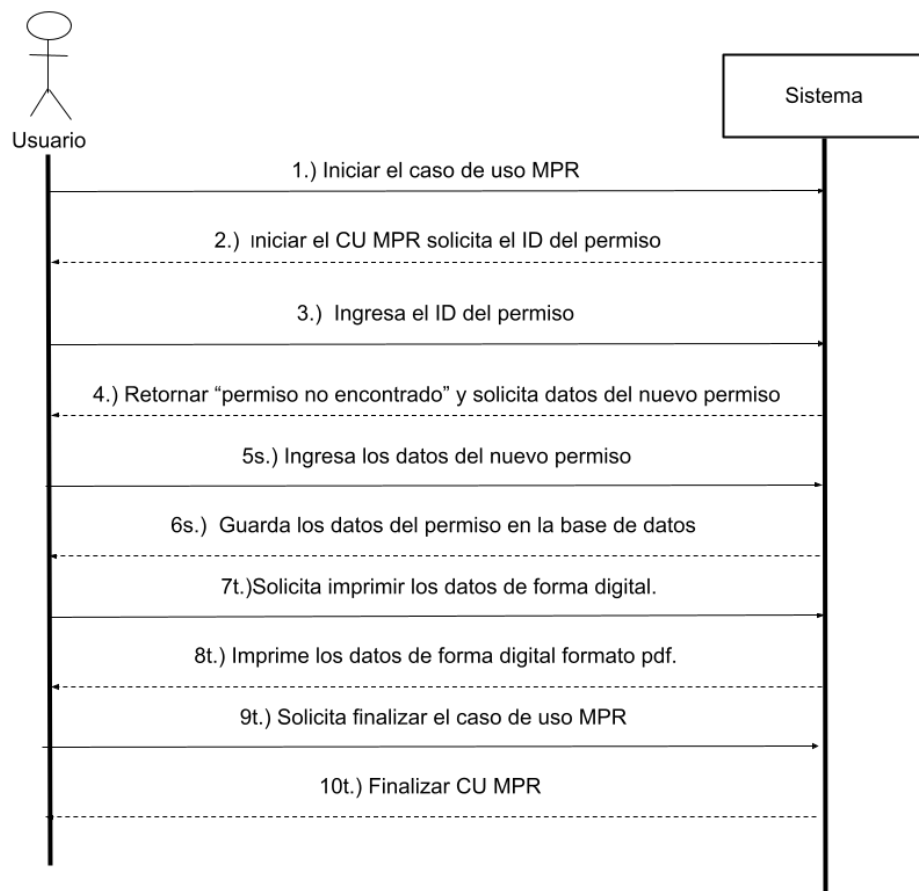 Usuario
Sistema
1.) Iniciar el caso de uso MPR
2.) Iniciar el CU MPR solicita el ID del permiso
3.) Ingresa el ID del permiso
4.) Retornar “permiso no encontrado” y solicita datos del nuevo permiso
5s.) Ingresa los datos del nuevo permiso
6s.) Guarda los datos del permiso en la base de datos
7t.)Solicita imprimir los datos de forma digital.
8t.) Imprime los datos de forma digital formato pdf.
9t.) Solicita finalizar el caso de uso MPR
10t.) Finalizar CU MPR